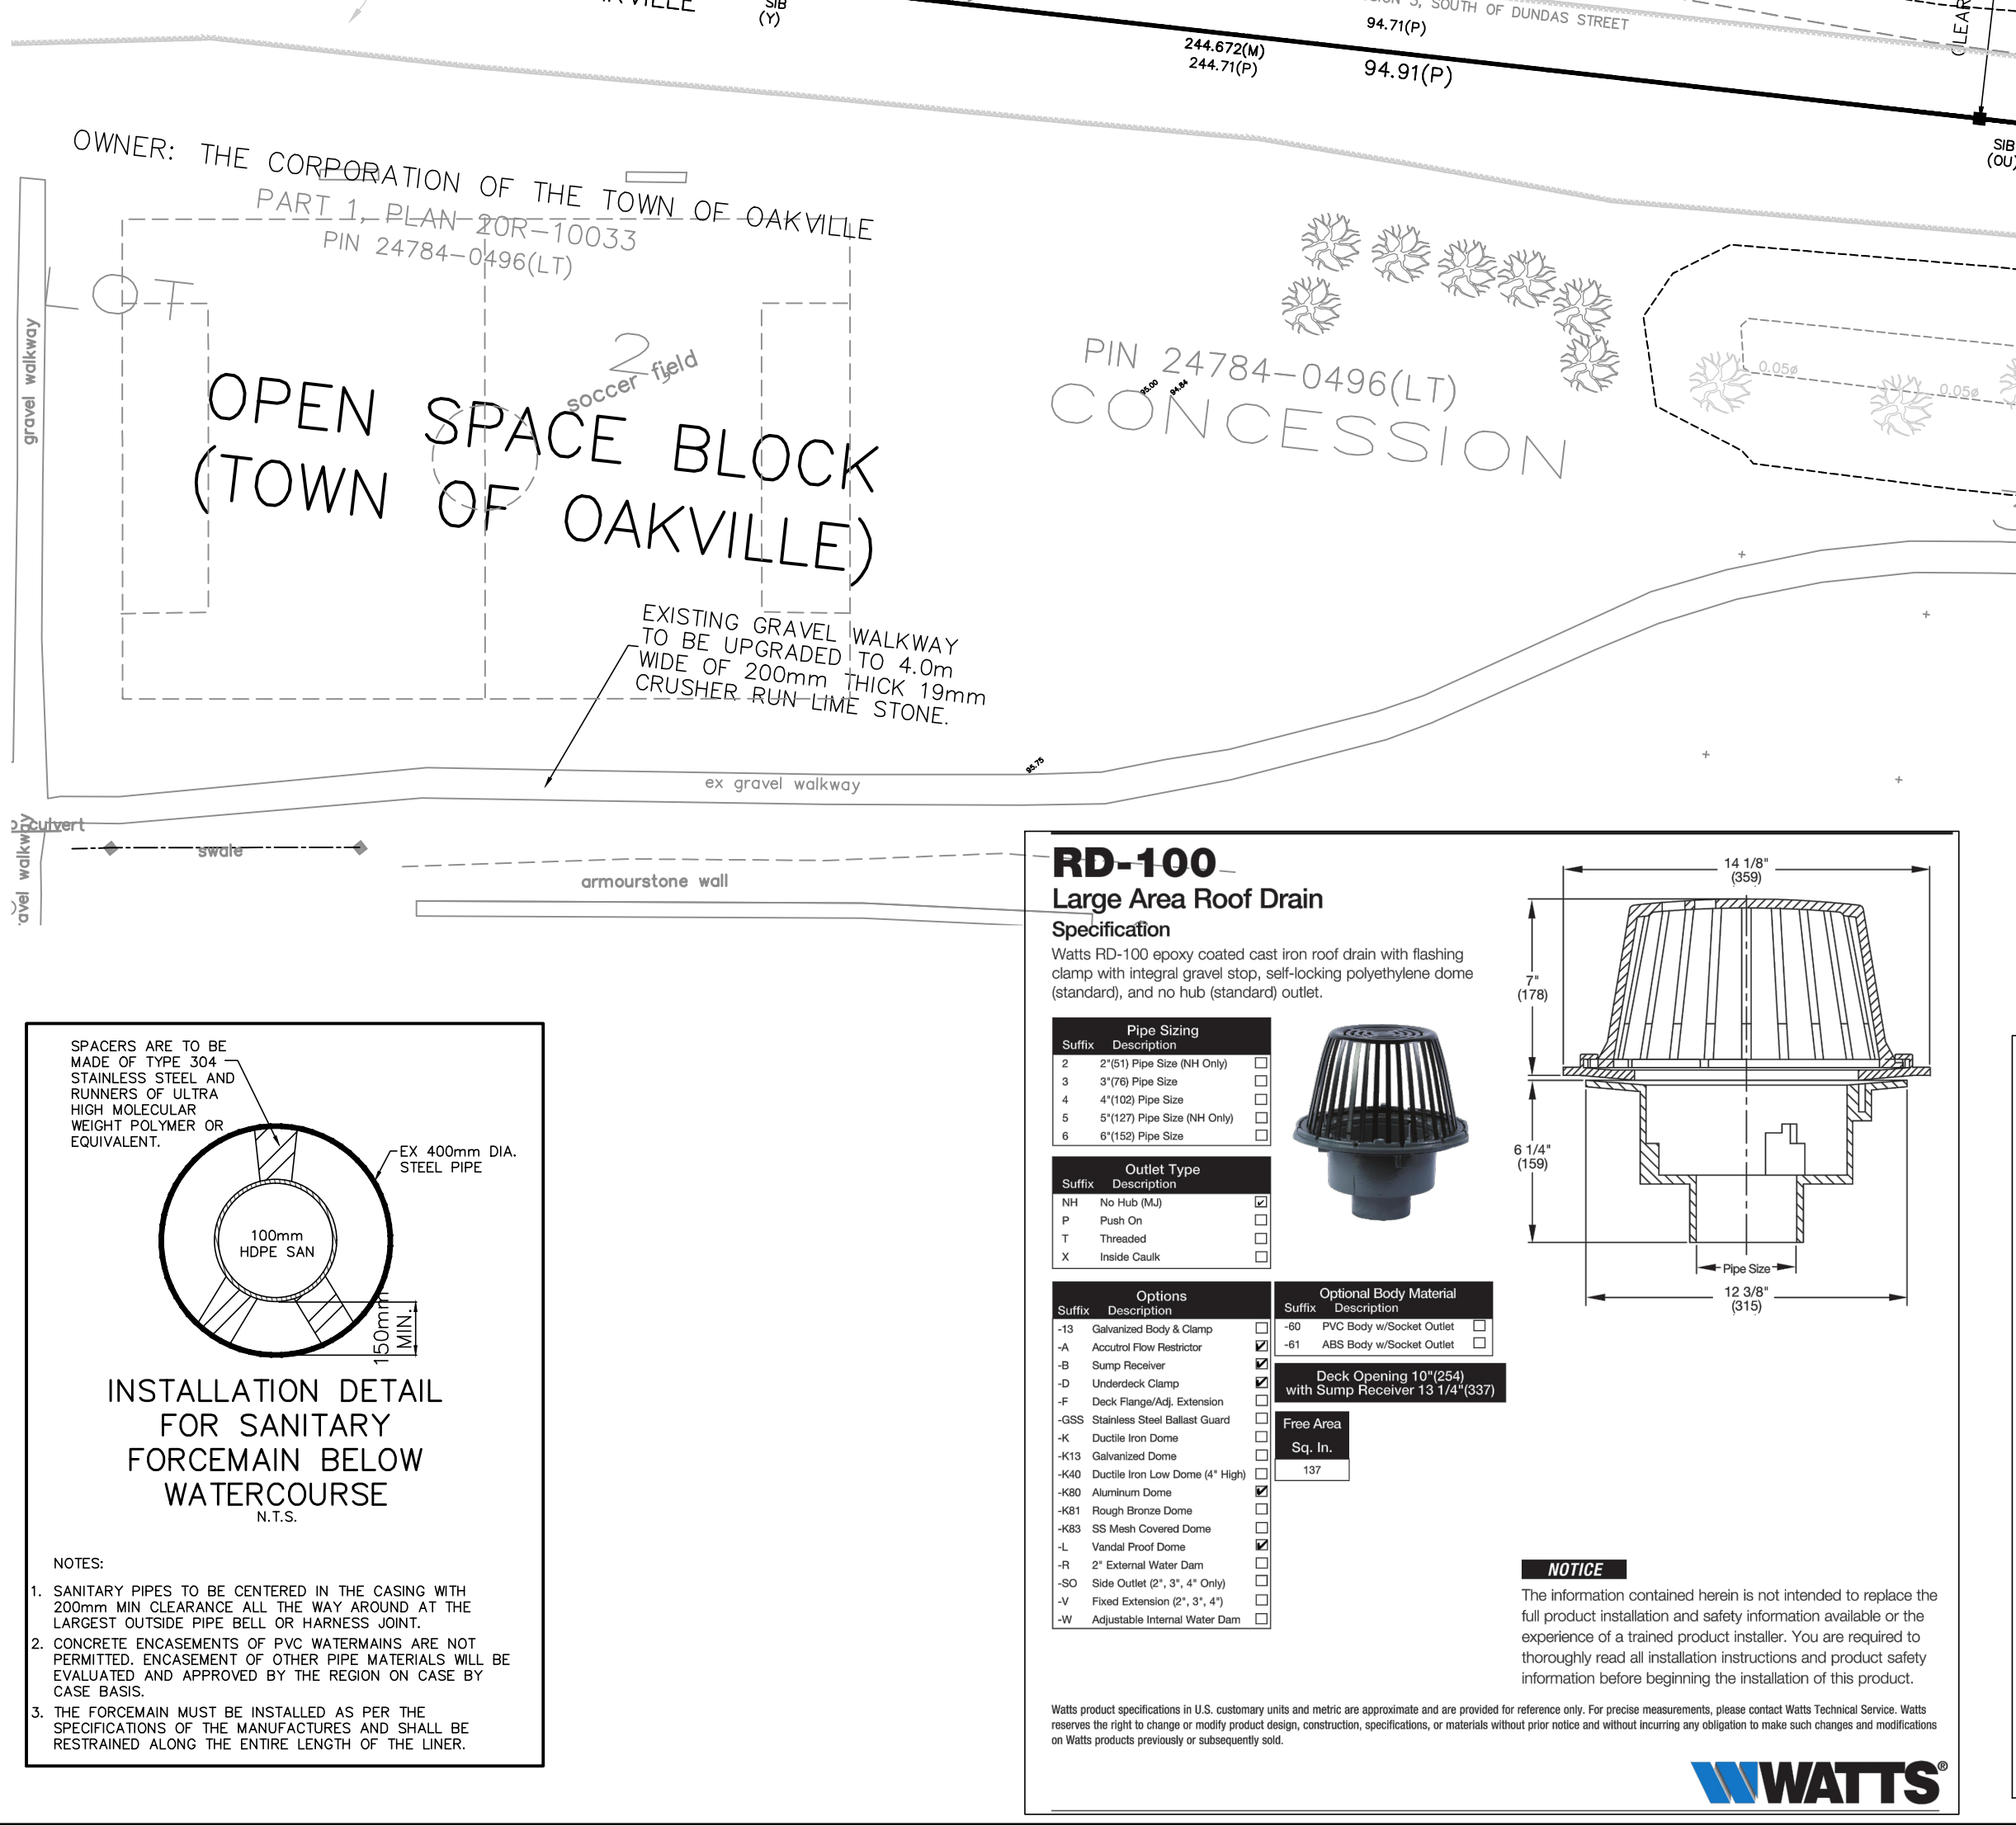 SIB
(Y)
SOUTH OF DUNDAS STREET
94.71(P)
244.672(M)
244.71(P)
94.91(P)
SIB
(OU)
OWNER: THE CORPORATION OF THE TOWN OF OAKVILLE
PART 1, PLAN 20R-10033
PIN 24784-0496(LT)
LOT
2
soccer field
gravel walkway
OPEN SPACE BLOCK
(TOWN OF OAKVILLE)
PIN 24784-0496(LT)
95.00
94.84
CONCESSION
0.05ø
0.05ø
EXISTING GRAVEL WALKWAY
TO BE UPGRADED TO 4.0m
WIDE OF 200mm THICK 19mm
CRUSHER RUN LIME STONE.
95.75
ex gravel walkway
culvert
walkway
swale
armourstone wall
SPACERS ARE TO BE
MADE OF TYPE 304
STAINLESS STEEL AND
RUNNERS OF ULTRA
HIGH MOLECULAR
WEIGHT POLYMER OR
EQUIVALENT.
EX 400mm DIA.
STEEL PIPE
100mm
HDPE SAN
150mm
MIN.
INSTALLATION DETAIL
FOR SANITARY
FORCEMAIN BELOW
WATERCOURSE
N.T.S.
NOTES:
1. SANITARY PIPES TO BE CENTERED IN THE CASING WITH
200mm MIN CLEARANCE ALL THE WAY AROUND AT THE
LARGEST OUTSIDE PIPE BELL OR HARNESS JOINT.
2. CONCRETE ENCASEMENTS OF PVC WATERMAINS ARE NOT
PERMITTED. ENCASEMENT OF OTHER PIPE MATERIALS WILL BE
EVALUATED AND APPROVED BY THE REGION ON CASE BY
CASE BASIS.
3. THE FORCEMAIN MUST BE INSTALLED AS PER THE
SPECIFICATIONS OF THE MANUFACTURES AND SHALL BE
RESTRAINED ALONG THE ENTIRE LENGTH OF THE LINER.
RD-100
Large Area Roof Drain
Specification
Watts RD-100 epoxy coated cast iron roof drain with flashing
clamp with integral gravel stop, self-locking polyethylene dome
(standard), and no hub (standard) outlet.
Pipe Sizing
Suffix Description
2 2"(51) Pipe Size (NH Only)
3 3"(76) Pipe Size
4 4"(102) Pipe Size
5 5"(127) Pipe Size (NH Only)
6 6"(152) Pipe Size
Outlet Type
Suffix Description
NH No Hub (MJ)
P Push On
T Threaded
X Inside Caulk
Options
Suffix Description
-13 Galvanized Body & Clamp
-A Accutrol Flow Restrictor
-B Sump Receiver
-D Underdeck Clamp
-F Deck Flange/Adj. Extension
-GSS Stainless Steel Ballast Guard
-K Ductile Iron Dome
-K13 Galvanized Dome
-K40 Ductile Iron Low Dome (4" High)
-K80 Aluminum Dome
-K81 Rough Bronze Dome
-K83 SS Mesh Covered Dome
-L Vandal Proof Dome
-R 2" External Water Dam
-SO Side Outlet (2", 3", 4" Only)
-V Fixed Extension (2", 3", 4")
-W Adjustable Internal Water Dam
Optional Body Material
Suffix Description
-60 PVC Body w/Socket Outlet
-61 ABS Body w/Socket Outlet
Deck Opening 10"(254)
with Sump Receiver 13 1/4"(337)
Free Area
Sq. In.
137
14 1/8"
(359)
7"
(178)
6 1/4"
(159)
Pipe Size
12 3/8"
(315)
NOTICE
The information contained herein is not intended to replace the
full product installation and safety information available or the
experience of a trained product installer. You are required to
thoroughly read all installation instructions and product safety
information before beginning the installation of this product.
Watts product specifications in U.S. customary units and metric are approximate and are provided for reference only. For precise measurements, please contact Watts Technical Service. Watts
reserves the right to change or modify product design, construction, specifications, or materials without prior notice and without incurring any obligation to make such changes and modifications
on Watts products previously or subsequently sold.
WATTS®